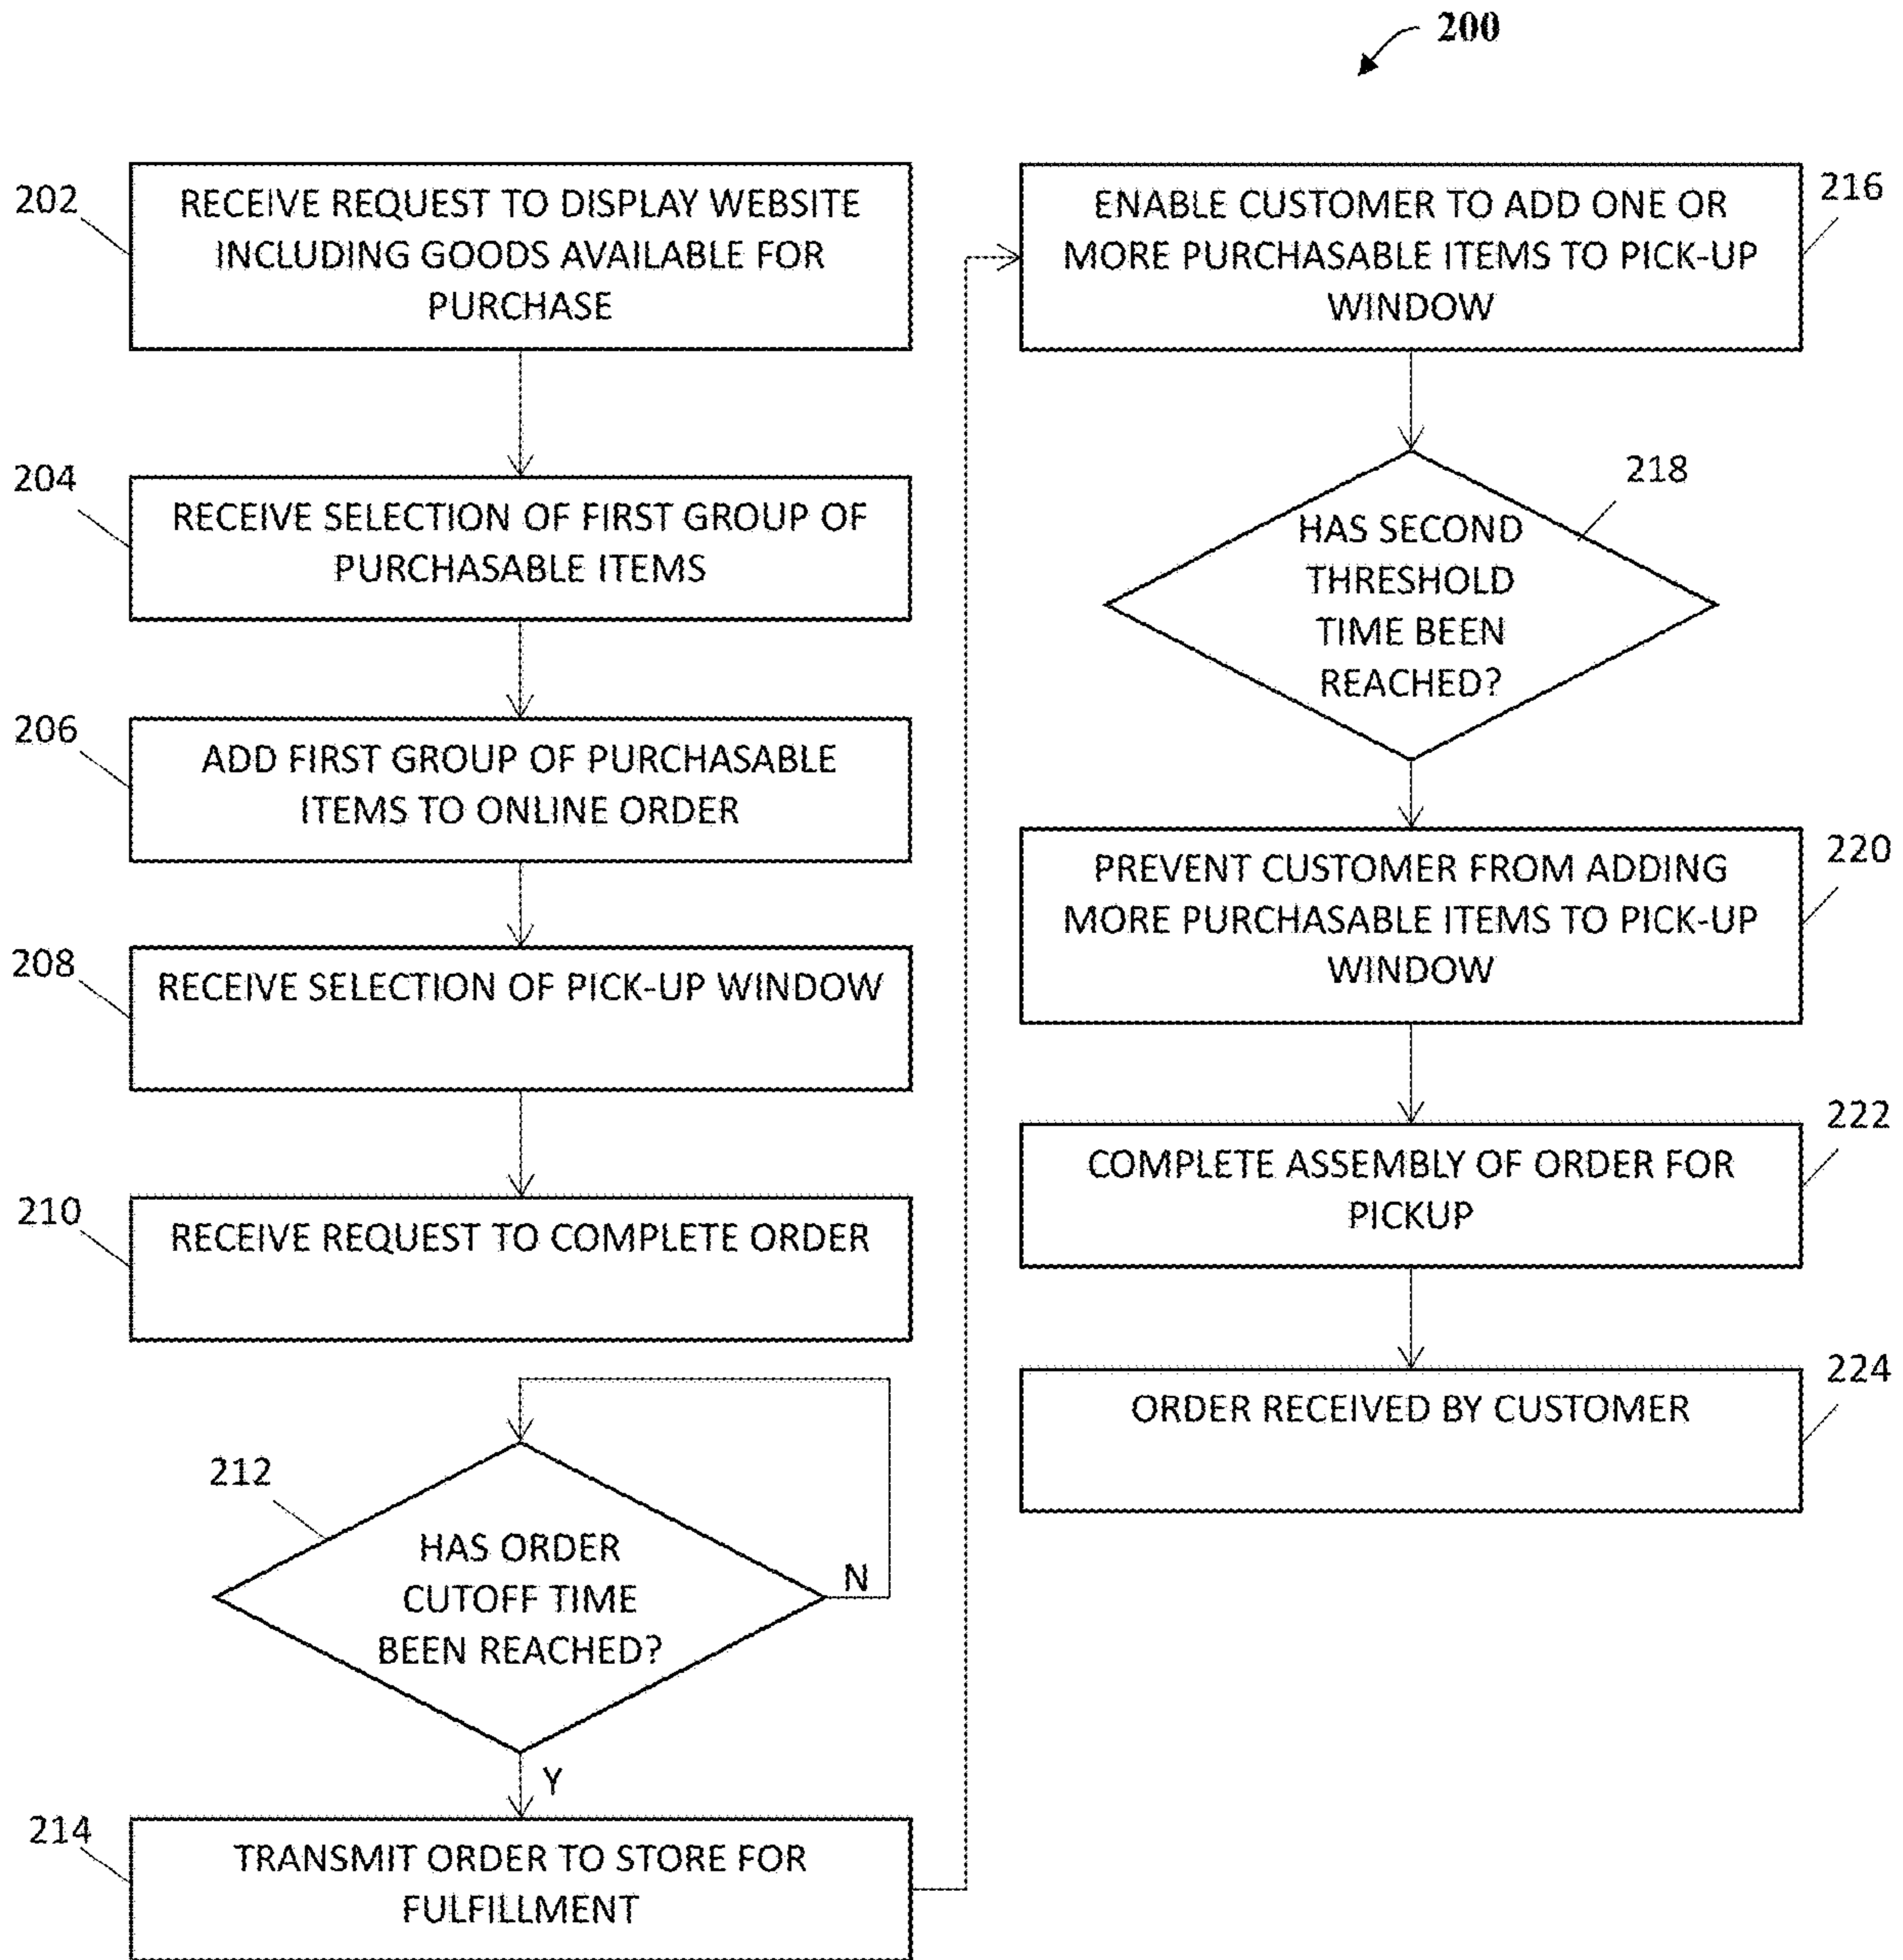 200
202
RECEIVE REQUEST TO DISPLAY WEBSITE
INCLUDING GOODS AVAILABLE FOR
PURCHASE
204
RECEIVE SELECTION OF FIRST GROUP OF
PURCHASABLE ITEMS
206
ADD FIRST GROUP OF PURCHASABLE
ITEMS TO ONLINE ORDER
208
RECEIVE SELECTION OF PICK-UP WINDOW
210
RECEIVE REQUEST TO COMPLETE ORDER
212
HAS ORDER
CUTOFF TIME
BEEN REACHED?
N
Y
214
TRANSMIT ORDER TO STORE FOR
FULFILLMENT
216
ENABLE CUSTOMER TO ADD ONE OR
MORE PURCHASABLE ITEMS TO PICK-UP
WINDOW
218
HAS SECOND
THRESHOLD
TIME BEEN
REACHED?
220
PREVENT CUSTOMER FROM ADDING
MORE PURCHASABLE ITEMS TO PICK-UP
WINDOW
222
COMPLETE ASSEMBLY OF ORDER FOR
PICKUP
224
ORDER RECEIVED BY CUSTOMER